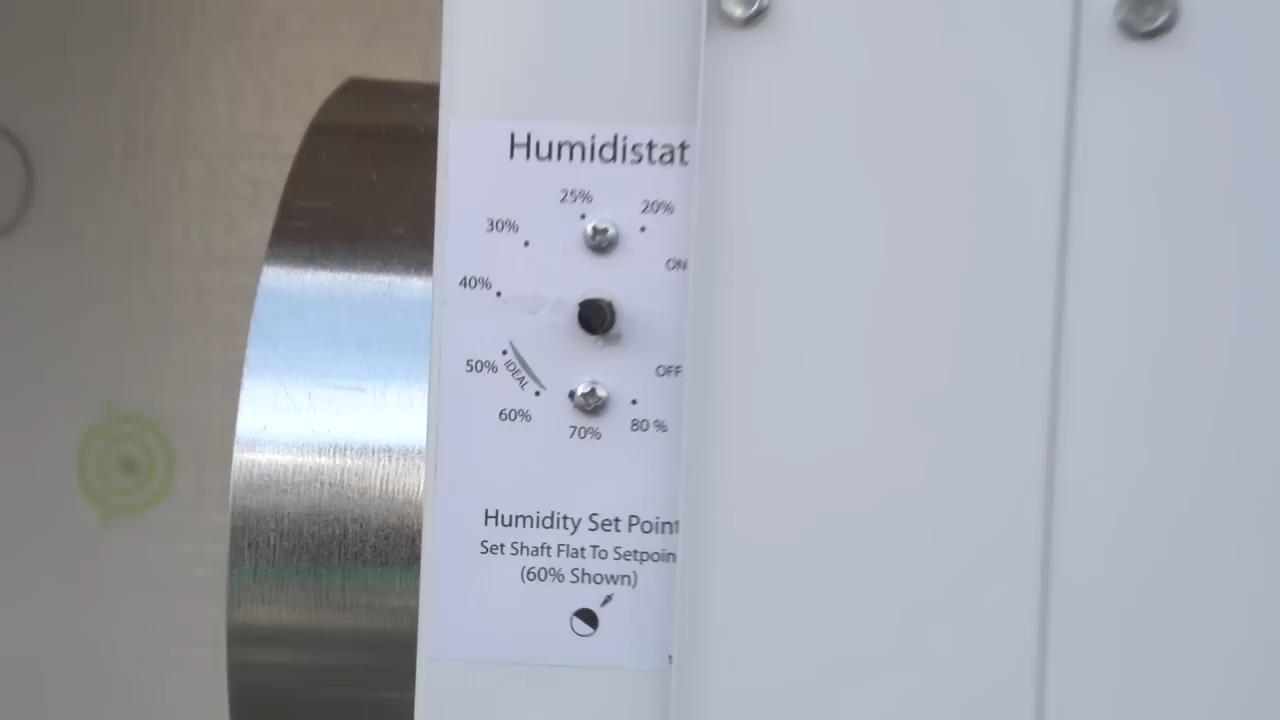 Humidistat
25%
20%
30%
ON
40%
50%
IDEAL
OFF
60%
70%
80 %
Humidity Set Point
Set Shaft Flat To Setpoin
(60% Shown)